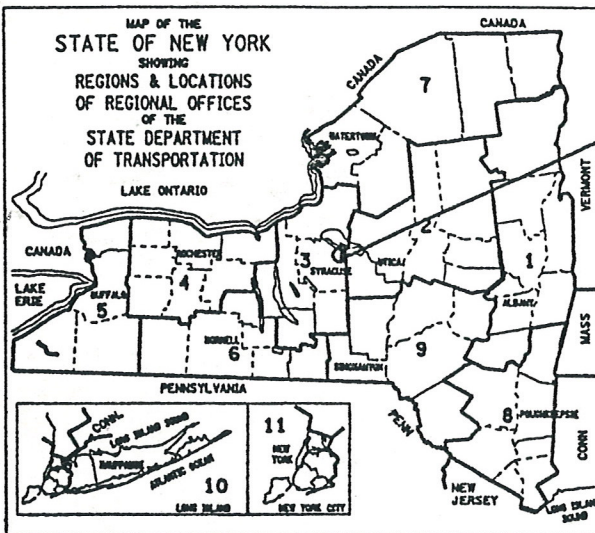 MAP OF THE
STATE OF NEW YORK
SHOWING
REGIONS & LOCATIONS
OF REGIONAL OFFICES
OF THE
STATE DEPARTMENT
OF TRANSPORTATION
CANADA
CANADA
7
WATERTOWN
LAKE ONTARIO
VERMONT
CANADA
ROCHESTER
3
SYRACUSE
UTICA
2
1
LAKE
ERIE
BUFFALO
5
4
ALBANY
HORNELL
6
9
MASS
BINGHAMTON
PENNSYLVANIA
PENN
8
POUGHKEEPSIE
CONN
CONN.
LONG ISLAND SOUND
HAUPPAUGE
ATLANTIC OCEAN
10
LONG ISLAND
11
NEW
YORK
NEW YORK CITY
NEW
JERSEY
LONG ISLAND
SOUND